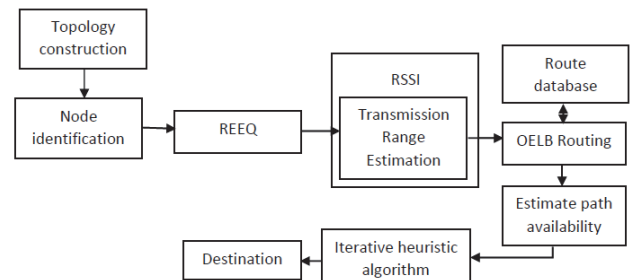 Topology
construction
Node
identification
REEQ
RSSI
Transmission
Range
Estimation
Route
database
OELB Routing
Estimate path
availability
Iterative heuristic
algorithm
Destination